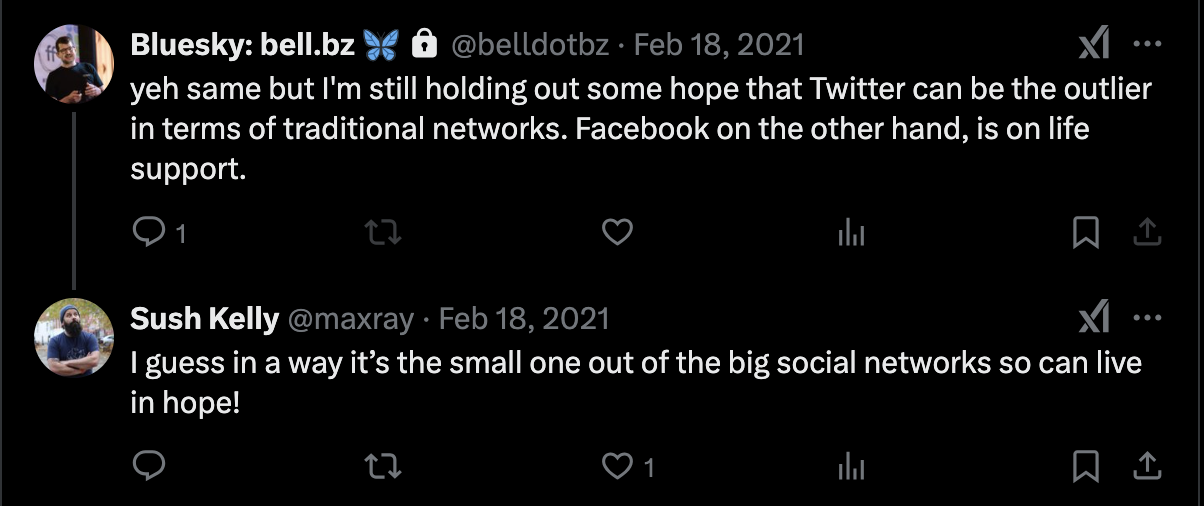 Bluesky: bell.bz 🦋 🔒 @belldotbz · Feb 18, 2021
yeh same but I'm still holding out some hope that Twitter can be the outlier
in terms of traditional networks. Facebook on the other hand, is on life
support.
1
Sush Kelly @maxray · Feb 18, 2021
I guess in a way it’s the small one out of the big social networks so can live
in hope!
1